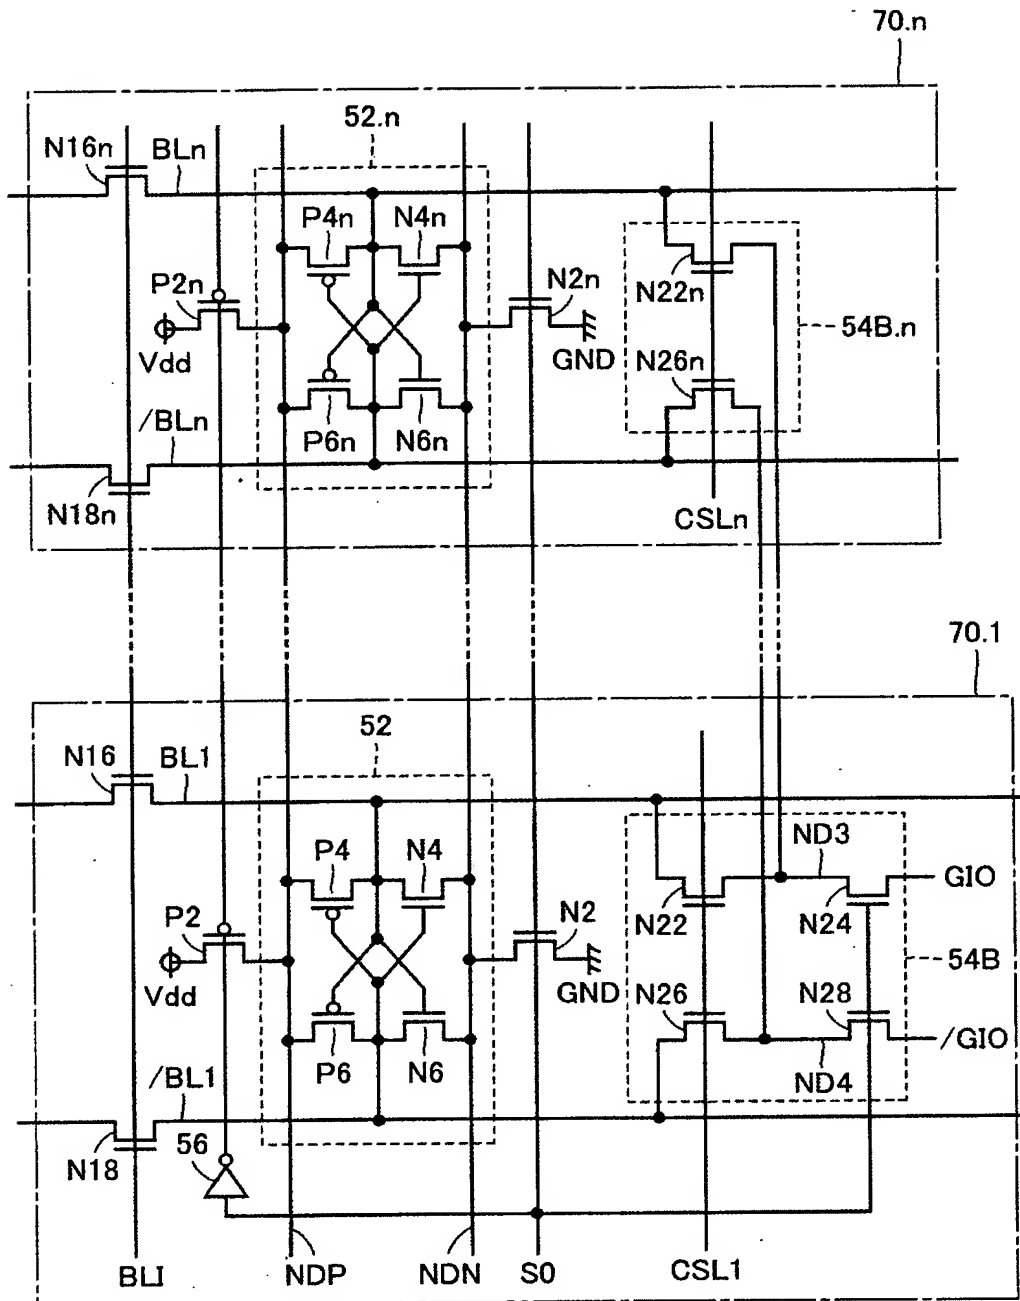 70.n
52.n
N16n
BLn
P4n
N4n
P2n
N2n
N22n
54B.n
Vdd
GND
N26n
/BLn
P6n
N6n
N18n
CSLn
70.1
52
N16
BL1
P4
N4
ND3
GIO
P2
N2
N22
N24
54B
Vdd
GND
N26
N28
/GIO
P6
N6
ND4
/BL1
56
N18
BLI
NDP
NDN
S0
CSL1